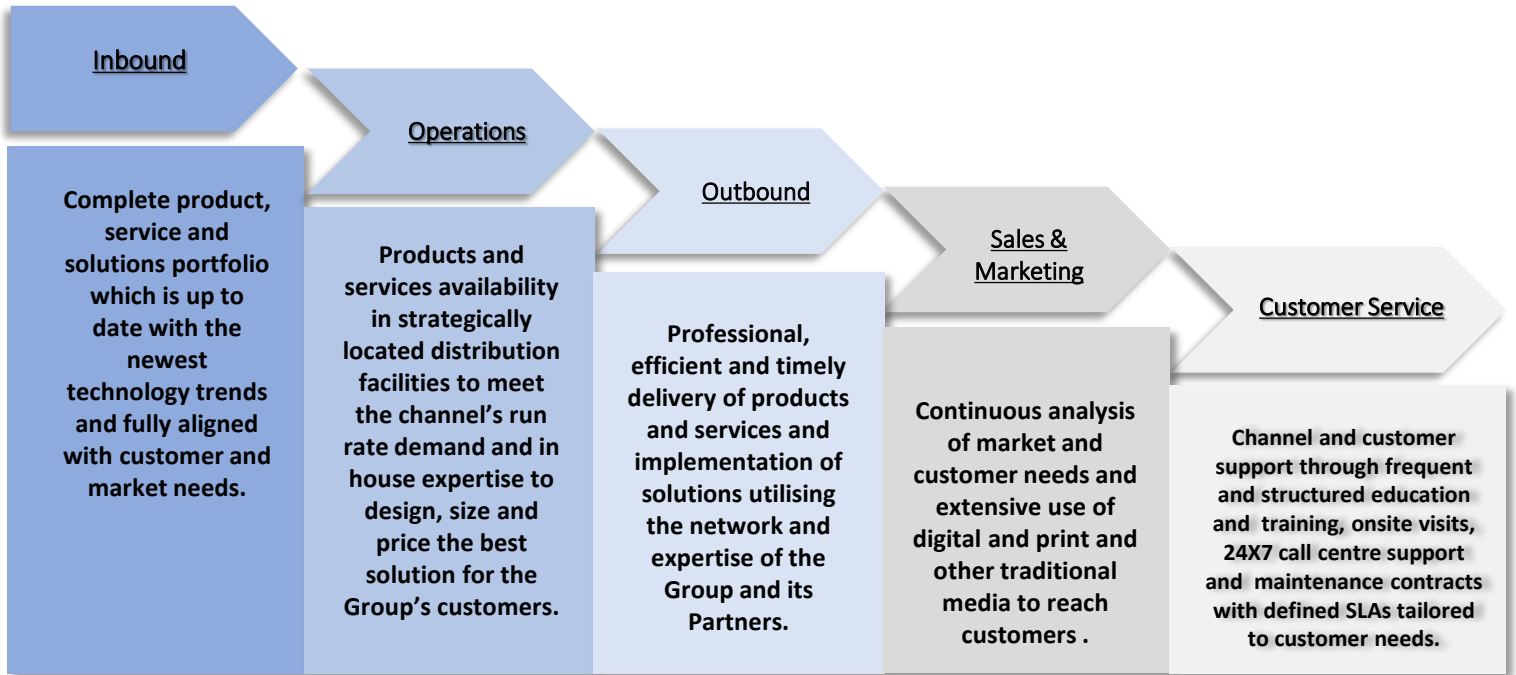 Inbound
Complete product,
service and
solutions portfolio
which is up to
date with the
newest
technology trends
and fully aligned
with customer and
market needs.
Operations
Products and
services availability
in strategically
located distribution
facilities to meet
the channel’s run
rate demand and in
house expertise to
design, size and
price the best
solution for the
Group’s customers.
Outbound
Professional,
efficient and timely
delivery of products
and services and
implementation of
solutions utilising
the network and
expertise of the
Group and its
Partners.
Sales &
Marketing
Continuous analysis
of market and
customer needs and
extensive use of
digital and print and
other traditional
media to reach
customers .
Customer Service
Channel and customer
support through frequent
and structured education
and training, onsite visits,
24X7 call centre support
and maintenance contracts
with defined SLAs tailored
to customer needs.